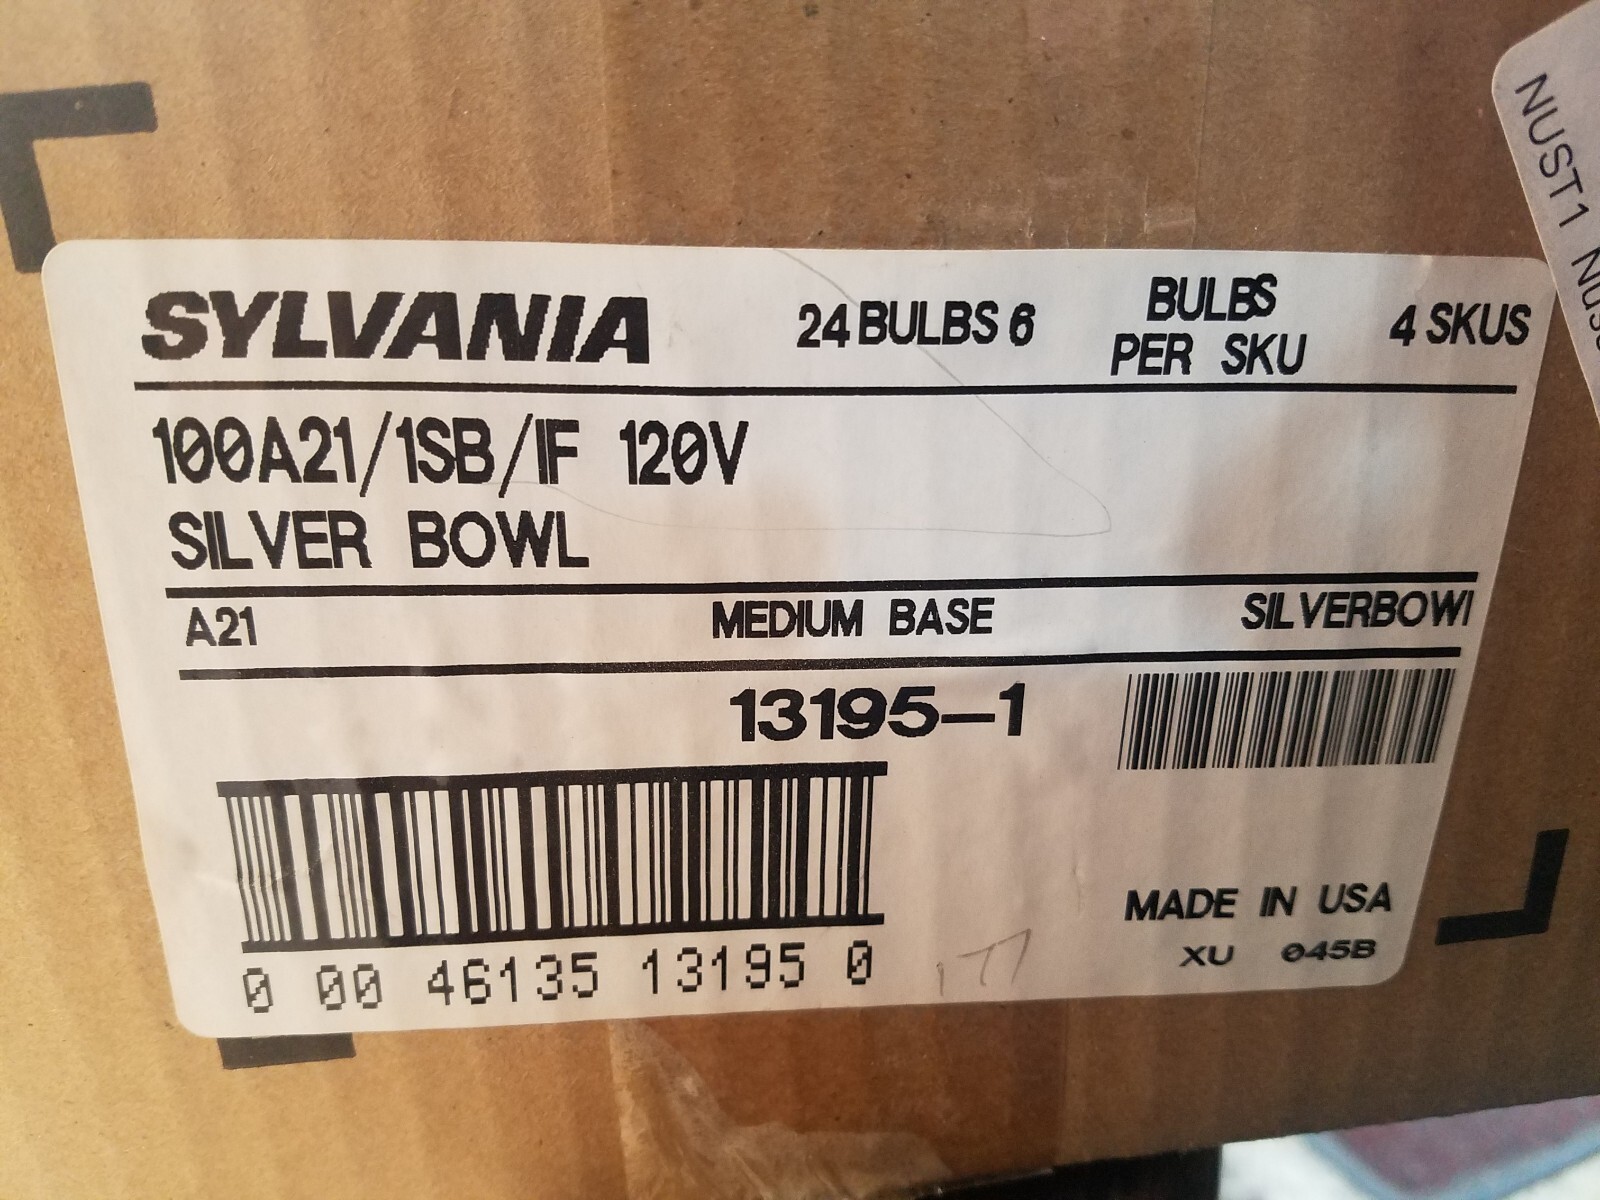 SYLVANIA 24 BULBS 6 BULBS PER SKU 4 SKUS
100A21/1SB/IF 120V
SILVER BOWL
A21 MEDIUM BASE SILVERBOWl
13195-1
0 00 46135 13195 0
MADE IN USA
XU 045B
NUST1